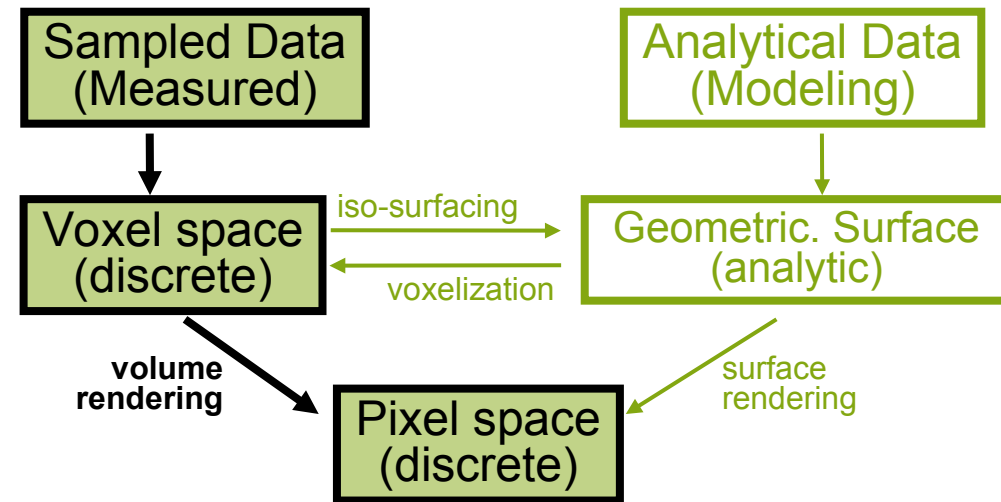 Sampled Data
(Measured)
Analytical Data
(Modeling)
Voxel space
(discrete)
iso-surfacing
voxelization
Geometric. Surface
(analytic)
volume
rendering
surface
rendering
Pixel space
(discrete)